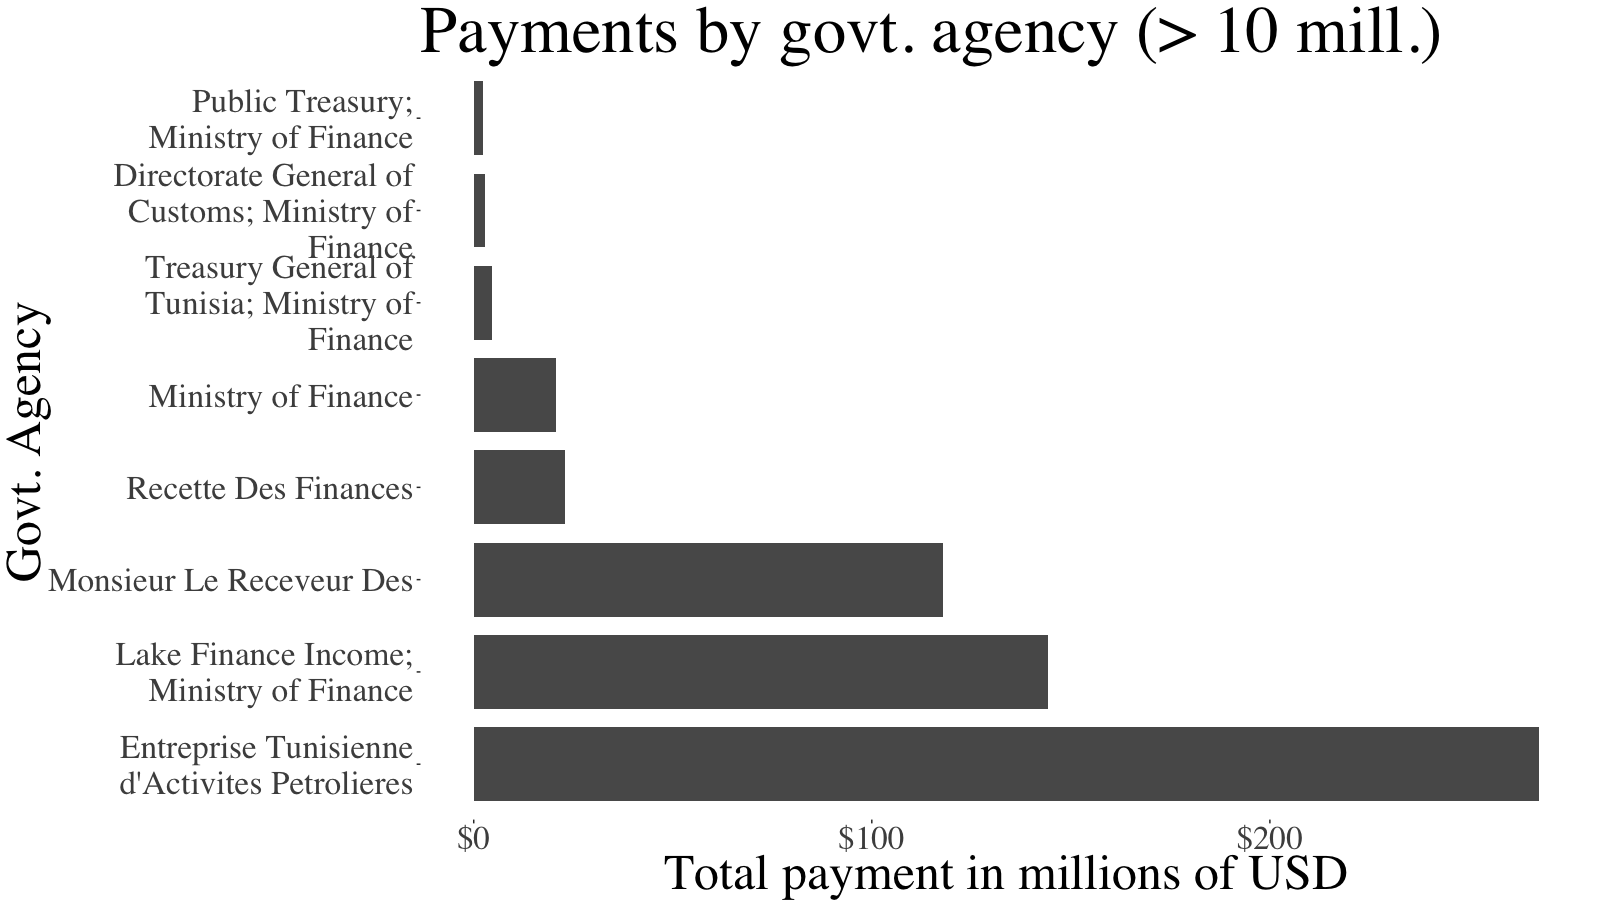 Payments by govt. agency (> 10 mill.)
Public Treasury;
Ministry of Finance
Directorate General of
Customs; Ministry of
Finance
Treasury General of
Tunisia; Ministry of
Finance
Ministry of Finance
Recette Des Finances
Monsieur Le Receveur Des
Lake Finance Income;
Ministry of Finance
Entreprise Tunisienne
d'Activites Petrolieres
Govt. Agency
$0 $100 $200
Total payment in millions of USD